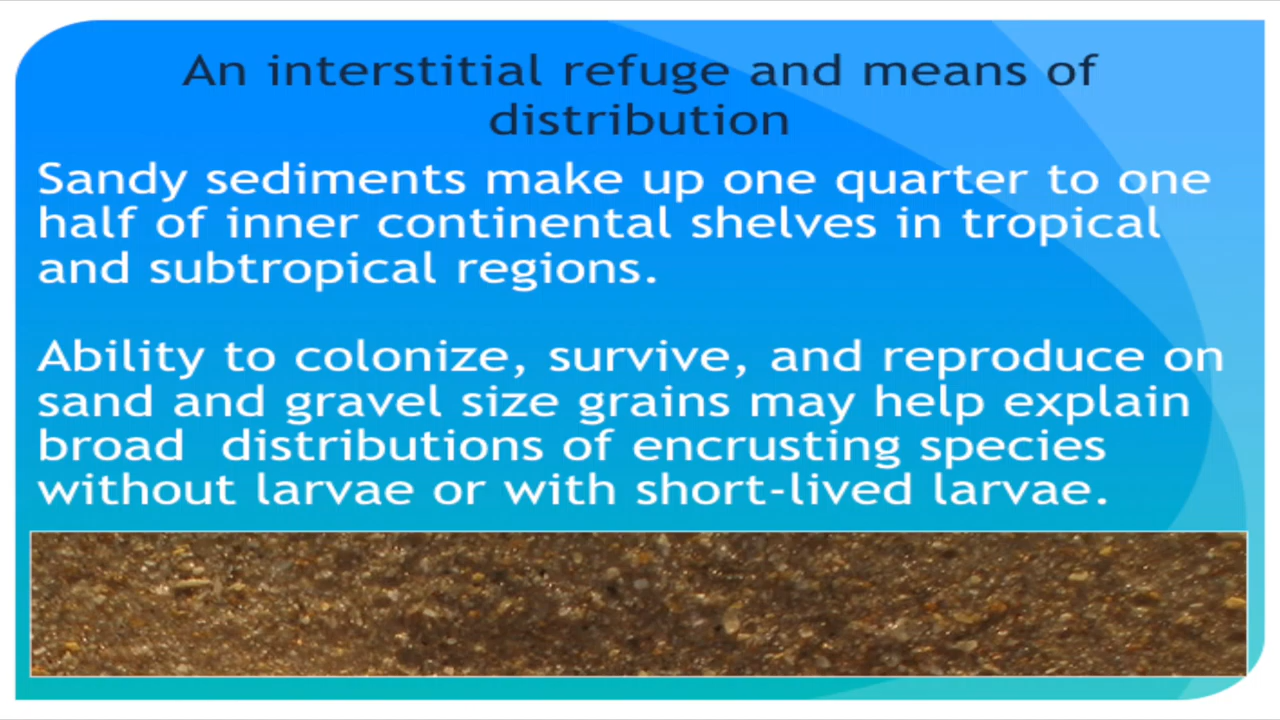 An interstitial refuge and means of
distribution
Sandy sediments make up one quarter to one
half of inner continental shelves in tropical
and subtropical regions.
Ability to colonize, survive, and reproduce on
sand and gravel size grains may help explain
broad  distributions of encrusting species
without larvae or with short-lived larvae.